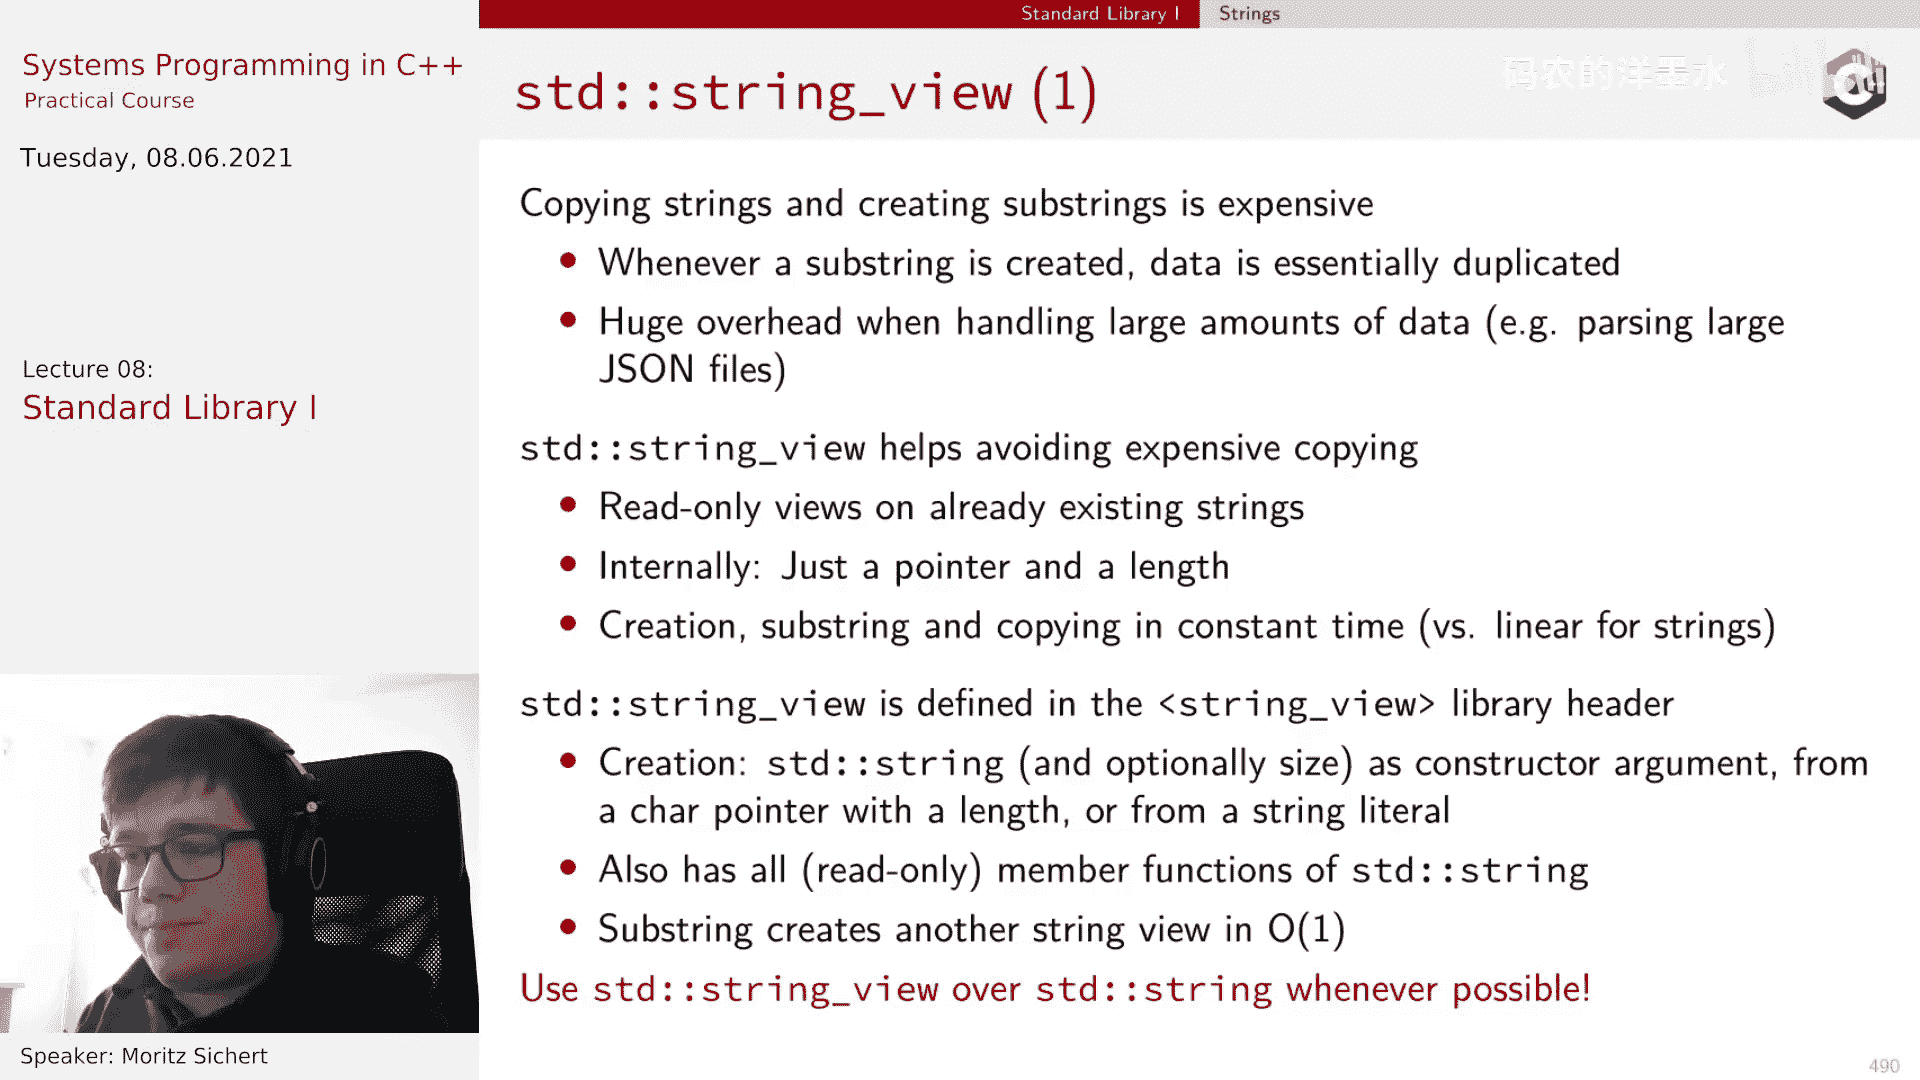 Standard Library I
Strings
Systems Programming in C++
Practical Course
Tuesday, 08.06.2021
Lecture 08:
Standard Library I
Speaker: Moritz Sichert
std::string_view (1)
码农的洋墨水
Copying strings and creating substrings is expensive
• Whenever a substring is created, data is essentially duplicated
• Huge overhead when handling large amounts of data (e.g. parsing large
JSON files)
std::string_view helps avoiding expensive copying
• Read-only views on already existing strings
• Internally: Just a pointer and a length
• Creation, substring and copying in constant time (vs. linear for strings)
std::string_view is defined in the <string_view> library header
• Creation: std::string (and optionally size) as constructor argument, from
a char pointer with a length, or from a string literal
• Also has all (read-only) member functions of std::string
• Substring creates another string view in O(1)
Use std::string_view over std::string whenever possible!
490